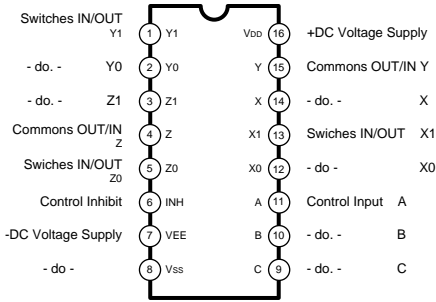 Switches IN/OUT
Y1 1 Y1 VDD 16 +DC Voltage Supply
- do. - Y0 2 Y0 Y 15 Commons OUT/IN Y
- do. - Z1 3 Z1 X 14 - do. - X
Commons OUT/IN
Z 4 Z X1 13 Swiches IN/OUT X1
Swiches IN/OUT
Z0 5 Z0 X0 12 - do - X0
Control Inhibit 6 INH A 11 Control Input A
-DC Voltage Supply 7 VEE B 10 - do. - B
- do - 8 Vss C 9 - do. - C